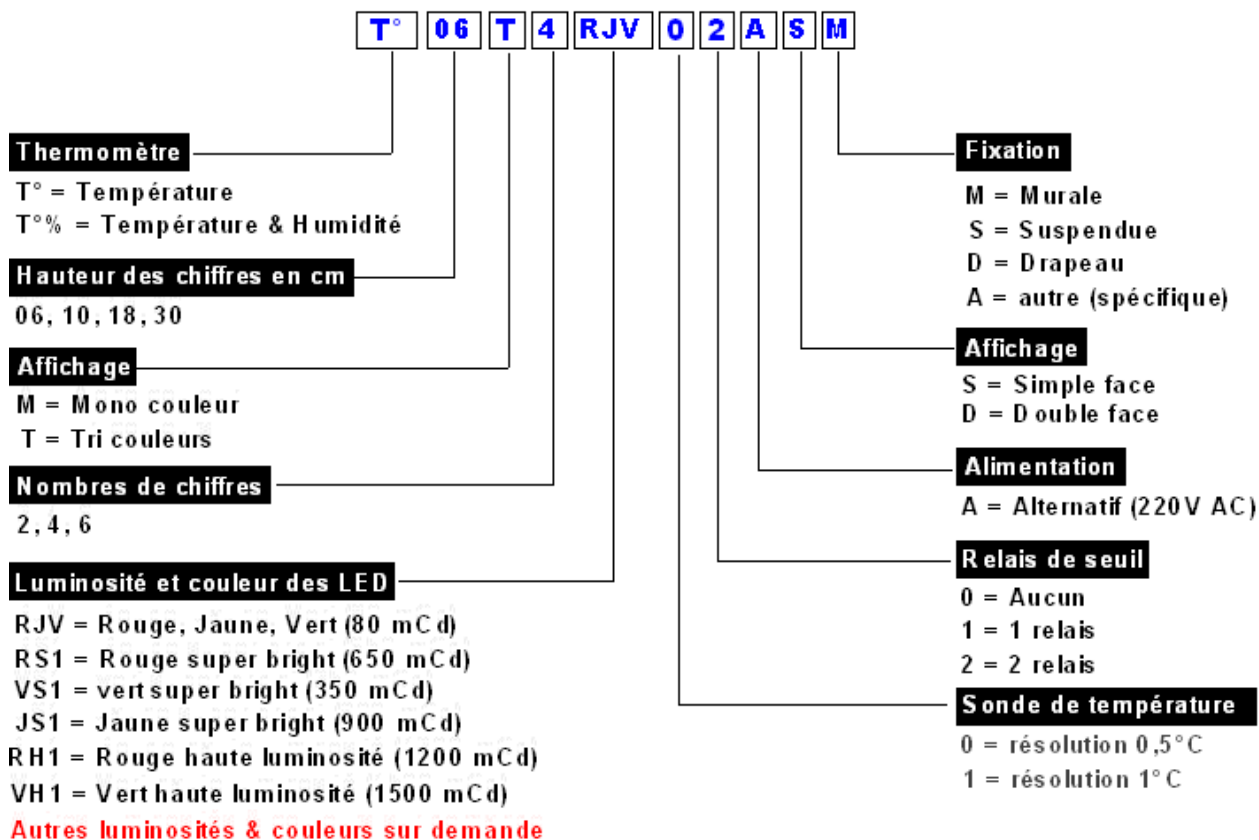 T° 06 T 4 RJV 0 2 A S M
Thermomètre
T° = Température
T°% = Température & Humidité
Hauteur des chiffres en cm
06, 10, 18, 30
Affichage
M = Mono couleur
T = Tri couleurs
Nombres de chiffres
2, 4, 6
Luminosité et couleur des LED
RJV = Rouge, Jaune, Vert (80 mCd)
RS1 = Rouge super bright (650 mCd)
VS1 = vert super bright (350 mCd)
JS1 = Jaune super bright (900 mCd)
RH1 = Rouge haute luminosité (1200 mCd)
VH1 = Vert haute luminosité (1500 mCd)
Autres luminosités & couleurs sur demande
Fixation
M = Murale
S = Suspendue
D = Drapeau
A = autre (spécifique)
Affichage
S = Simple face
D = Double face
Alimentation
A = Alternatif (220V AC)
Relais de seuil
0 = Aucun
1 = 1 relais
2 = 2 relais
Sonde de température
0 = résolution 0,5°C
1 = résolution 1°C